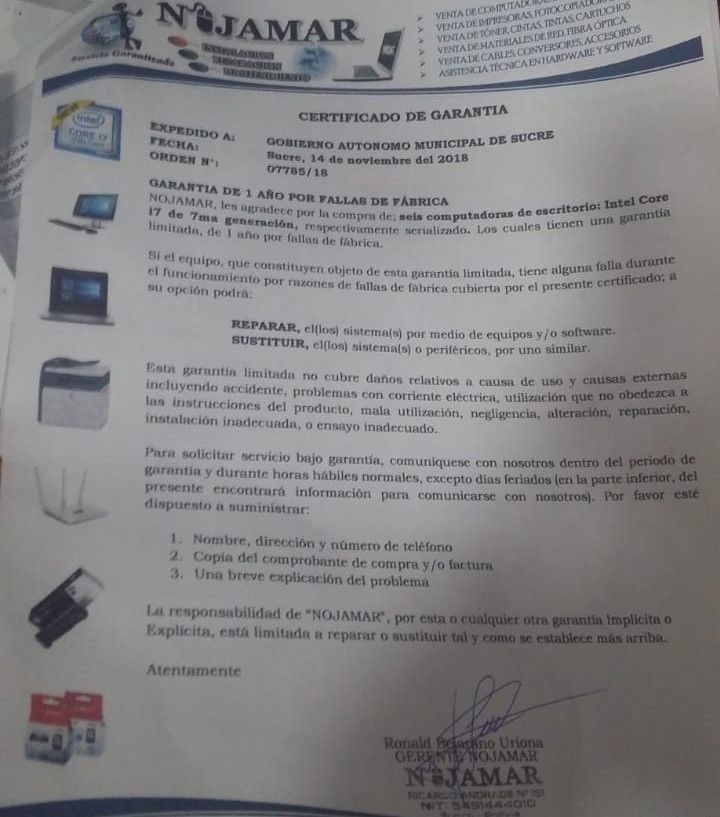 NOJAMAR
Servicio Garantizado
INSTALACION
REPARACION
MANTENIMIENTO
VENTA DE IMPRESORAS, FOTOCOPIADORAS
VENTA DE TÓNER, CINTAS, TINTAS, CARTUCHOS
VENTA DE MATERIALES DE RED, FIBRA ÓPTICA
VENTA DE CABLES, CONVERSORES, ACCESORIOS
ASISTENCIA TÉCNICA EN HARDWARE Y SOFTWARE
(intel)
CORE I7
CERTIFICADO DE GARANTIA
EXPEDIDO A: GOBIERNO AUTONOMO MUNICIPAL DE SUCRE
FECHA: Sucre, 14 de noviembre del 2018
ORDEN N°: 07785/18
GARANTIA DE 1 AÑO POR FALLAS DE FÁBRICA
NOJAMAR, les agradece por la compra de; seis computadoras de escritorio: Intel Core
I7 de 7ma generación, respectivamente serializado. Los cuales tienen una garantía
limitada, de 1 año por fallas de fábrica.
Si el equipo, que constituyen objeto de esta garantía limitada, tiene alguna falla durante
el funcionamiento por razones de fallas de fábrica cubierta por el presente certificado; a
su opción podrá:
REPARAR, el(los) sistema(s) por medio de equipos y/o software.
SUSTITUIR, el(los) sistema(s) o periféricos, por uno similar.
Esta garantía limitada no cubre daños relativos a causa de uso y causas externas
incluyendo accidente, problemas con corriente eléctrica, utilización que no obedezca a
las instrucciones del producto, mala utilización, negligencia, alteración, reparación,
instalación inadecuada, o ensayo inadecuado.
Para solicitar servicio bajo garantía, comuníquese con nosotros dentro del periodo de
garantía y durante horas hábiles normales, excepto días feriados (en la parte inferior, del
presente encontrará información para comunicarse con nosotros). Por favor esté
dispuesto a suministrar:
1. Nombre, dirección y número de teléfono
2. Copia del comprobante de compra y/o factura
3. Una breve explicación del problema
La responsabilidad de "NOJAMAR", por esta o cualquier otra garantía Implícita o
Explícita, está limitada a reparar o sustituir tal y como se establece más arriba.
Atentamente
Ronald Bejarano Uriona
GERENTE NOJAMAR
NOJAMAR
RICARDO ANDRADE N° 151
NIT: 5491444010